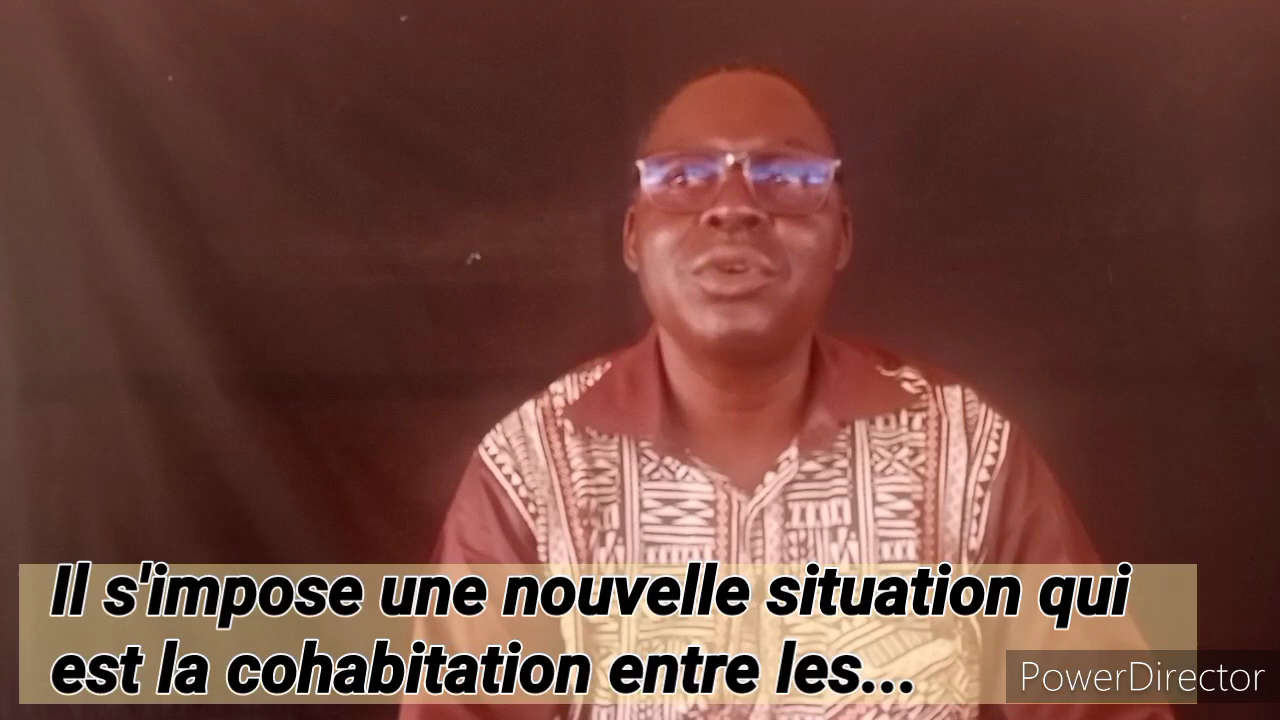 Il s'impose une nouvelle situation qui
est la cohabitation entre les...
PowerDirector